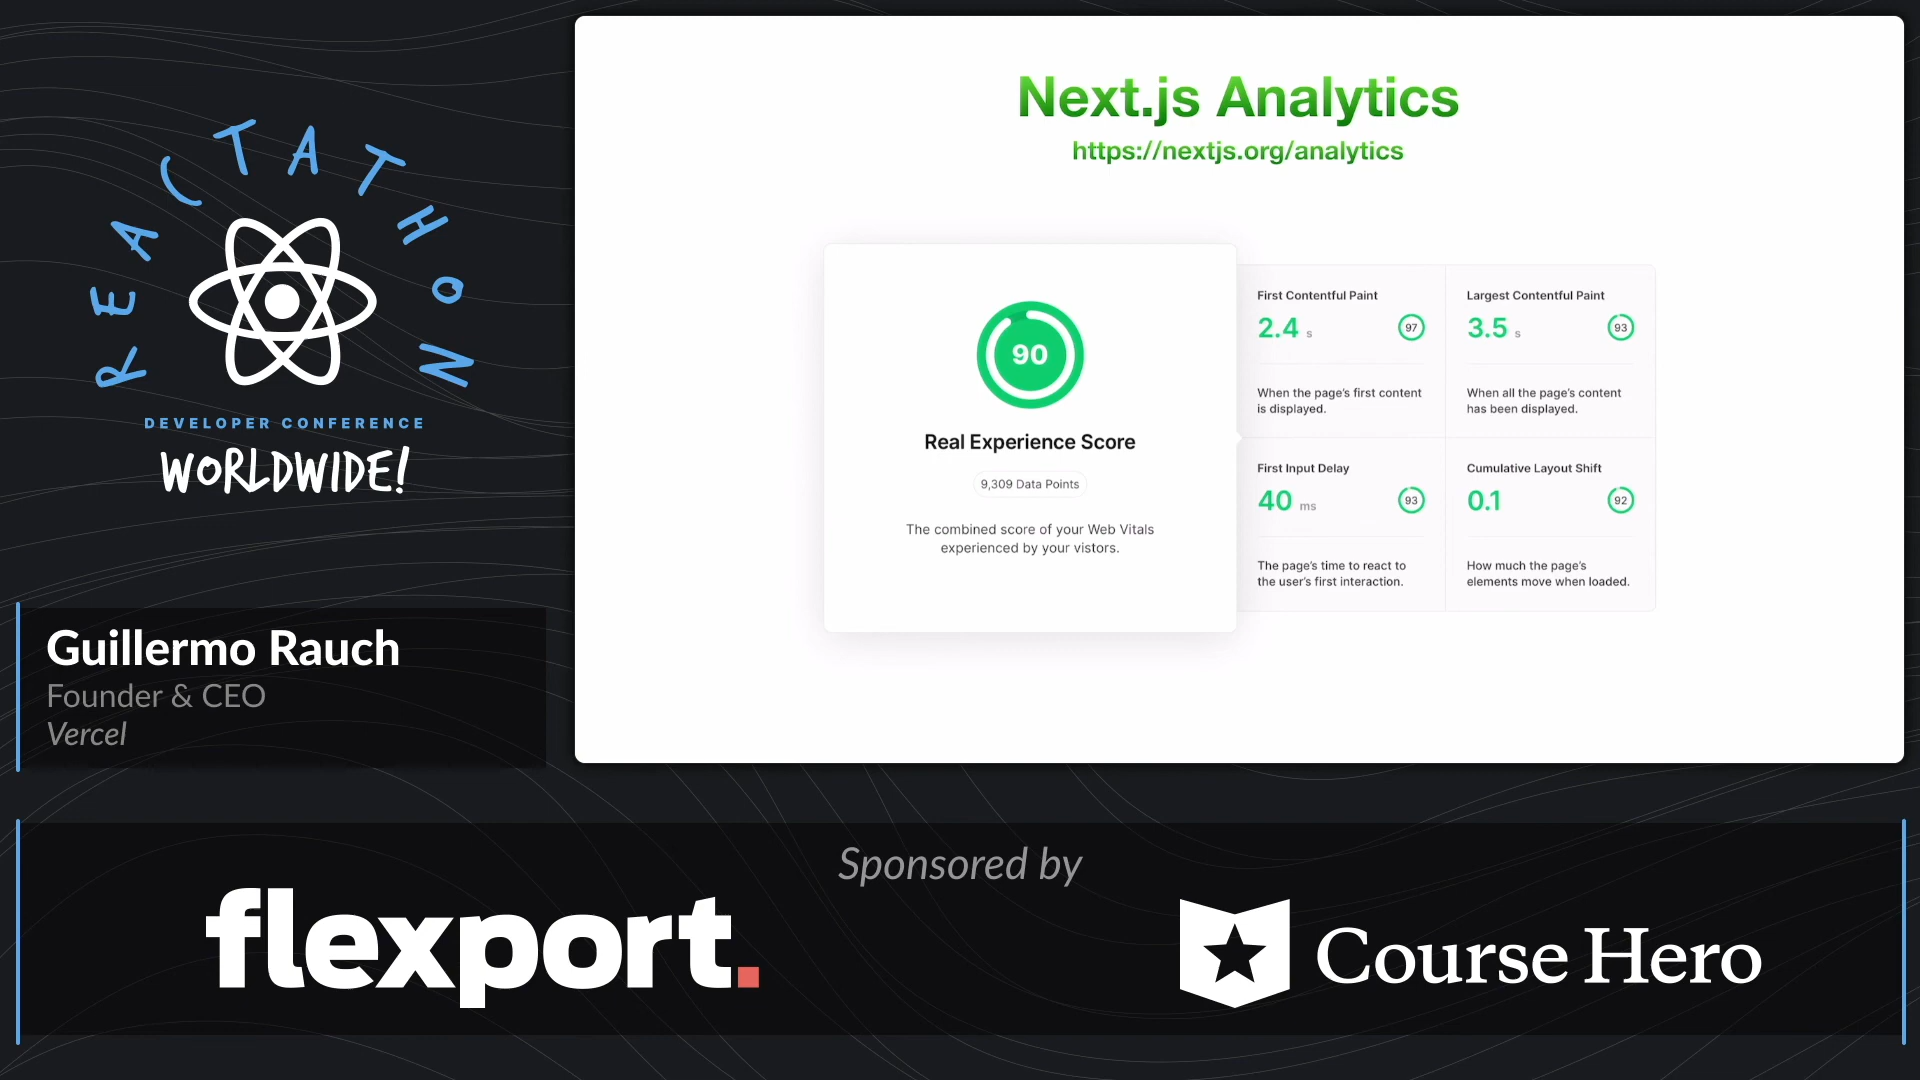 REACTATHON
DEVELOPER CONFERENCE
WORLDWIDE!
Guillermo Rauch
Founder & CEO
Vercel
Next.js Analytics
https://nextjs.org/analytics
90
Real Experience Score
9,309 Data Points
The combined score of your Web Vitals
experienced by your vistors.
First Contentful Paint
2.4 s
97
When the page's first content
is displayed.
Largest Contentful Paint
3.5 s
93
When all the page's content
has been displayed.
First Input Delay
40 ms
93
The page's time to react to
the user's first interaction.
Cumulative Layout Shift
0.1
92
How much the page's
elements move when loaded.
Sponsored by
flexport.
Course Hero